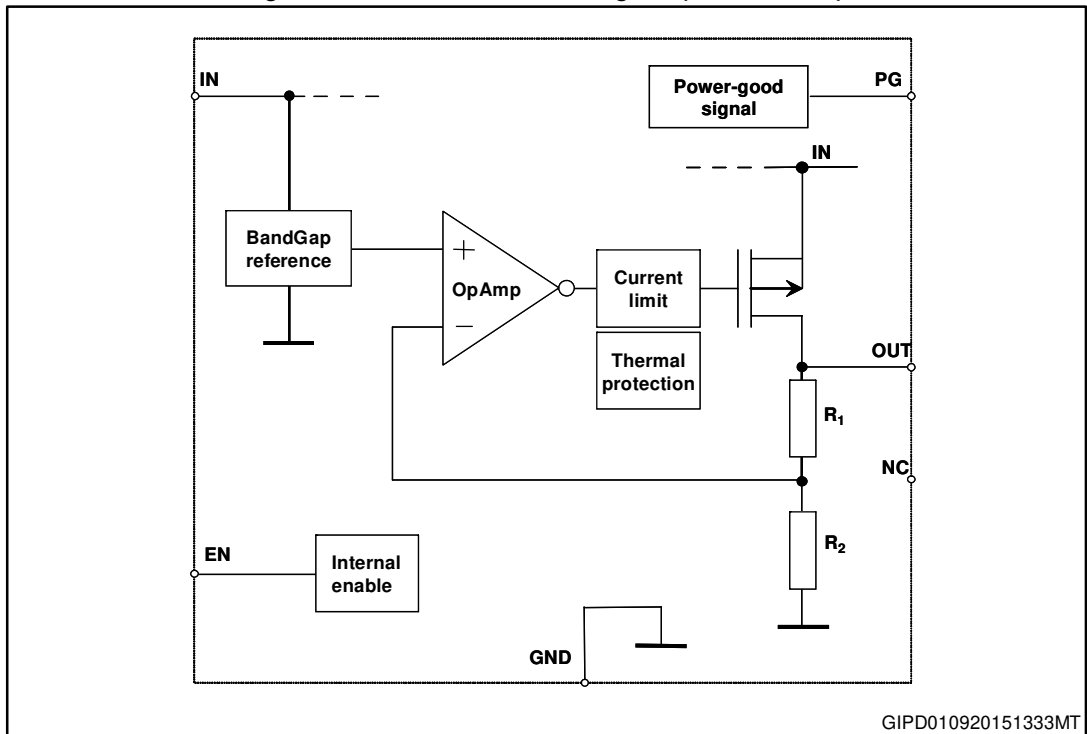 IN
Power-good
signal
PG
IN
BandGap
reference
+
OpAmp
−
Current
limit
Thermal
protection
OUT
R₁
NC
R₂
EN
Internal
enable
GND
GIPD010920151333MT